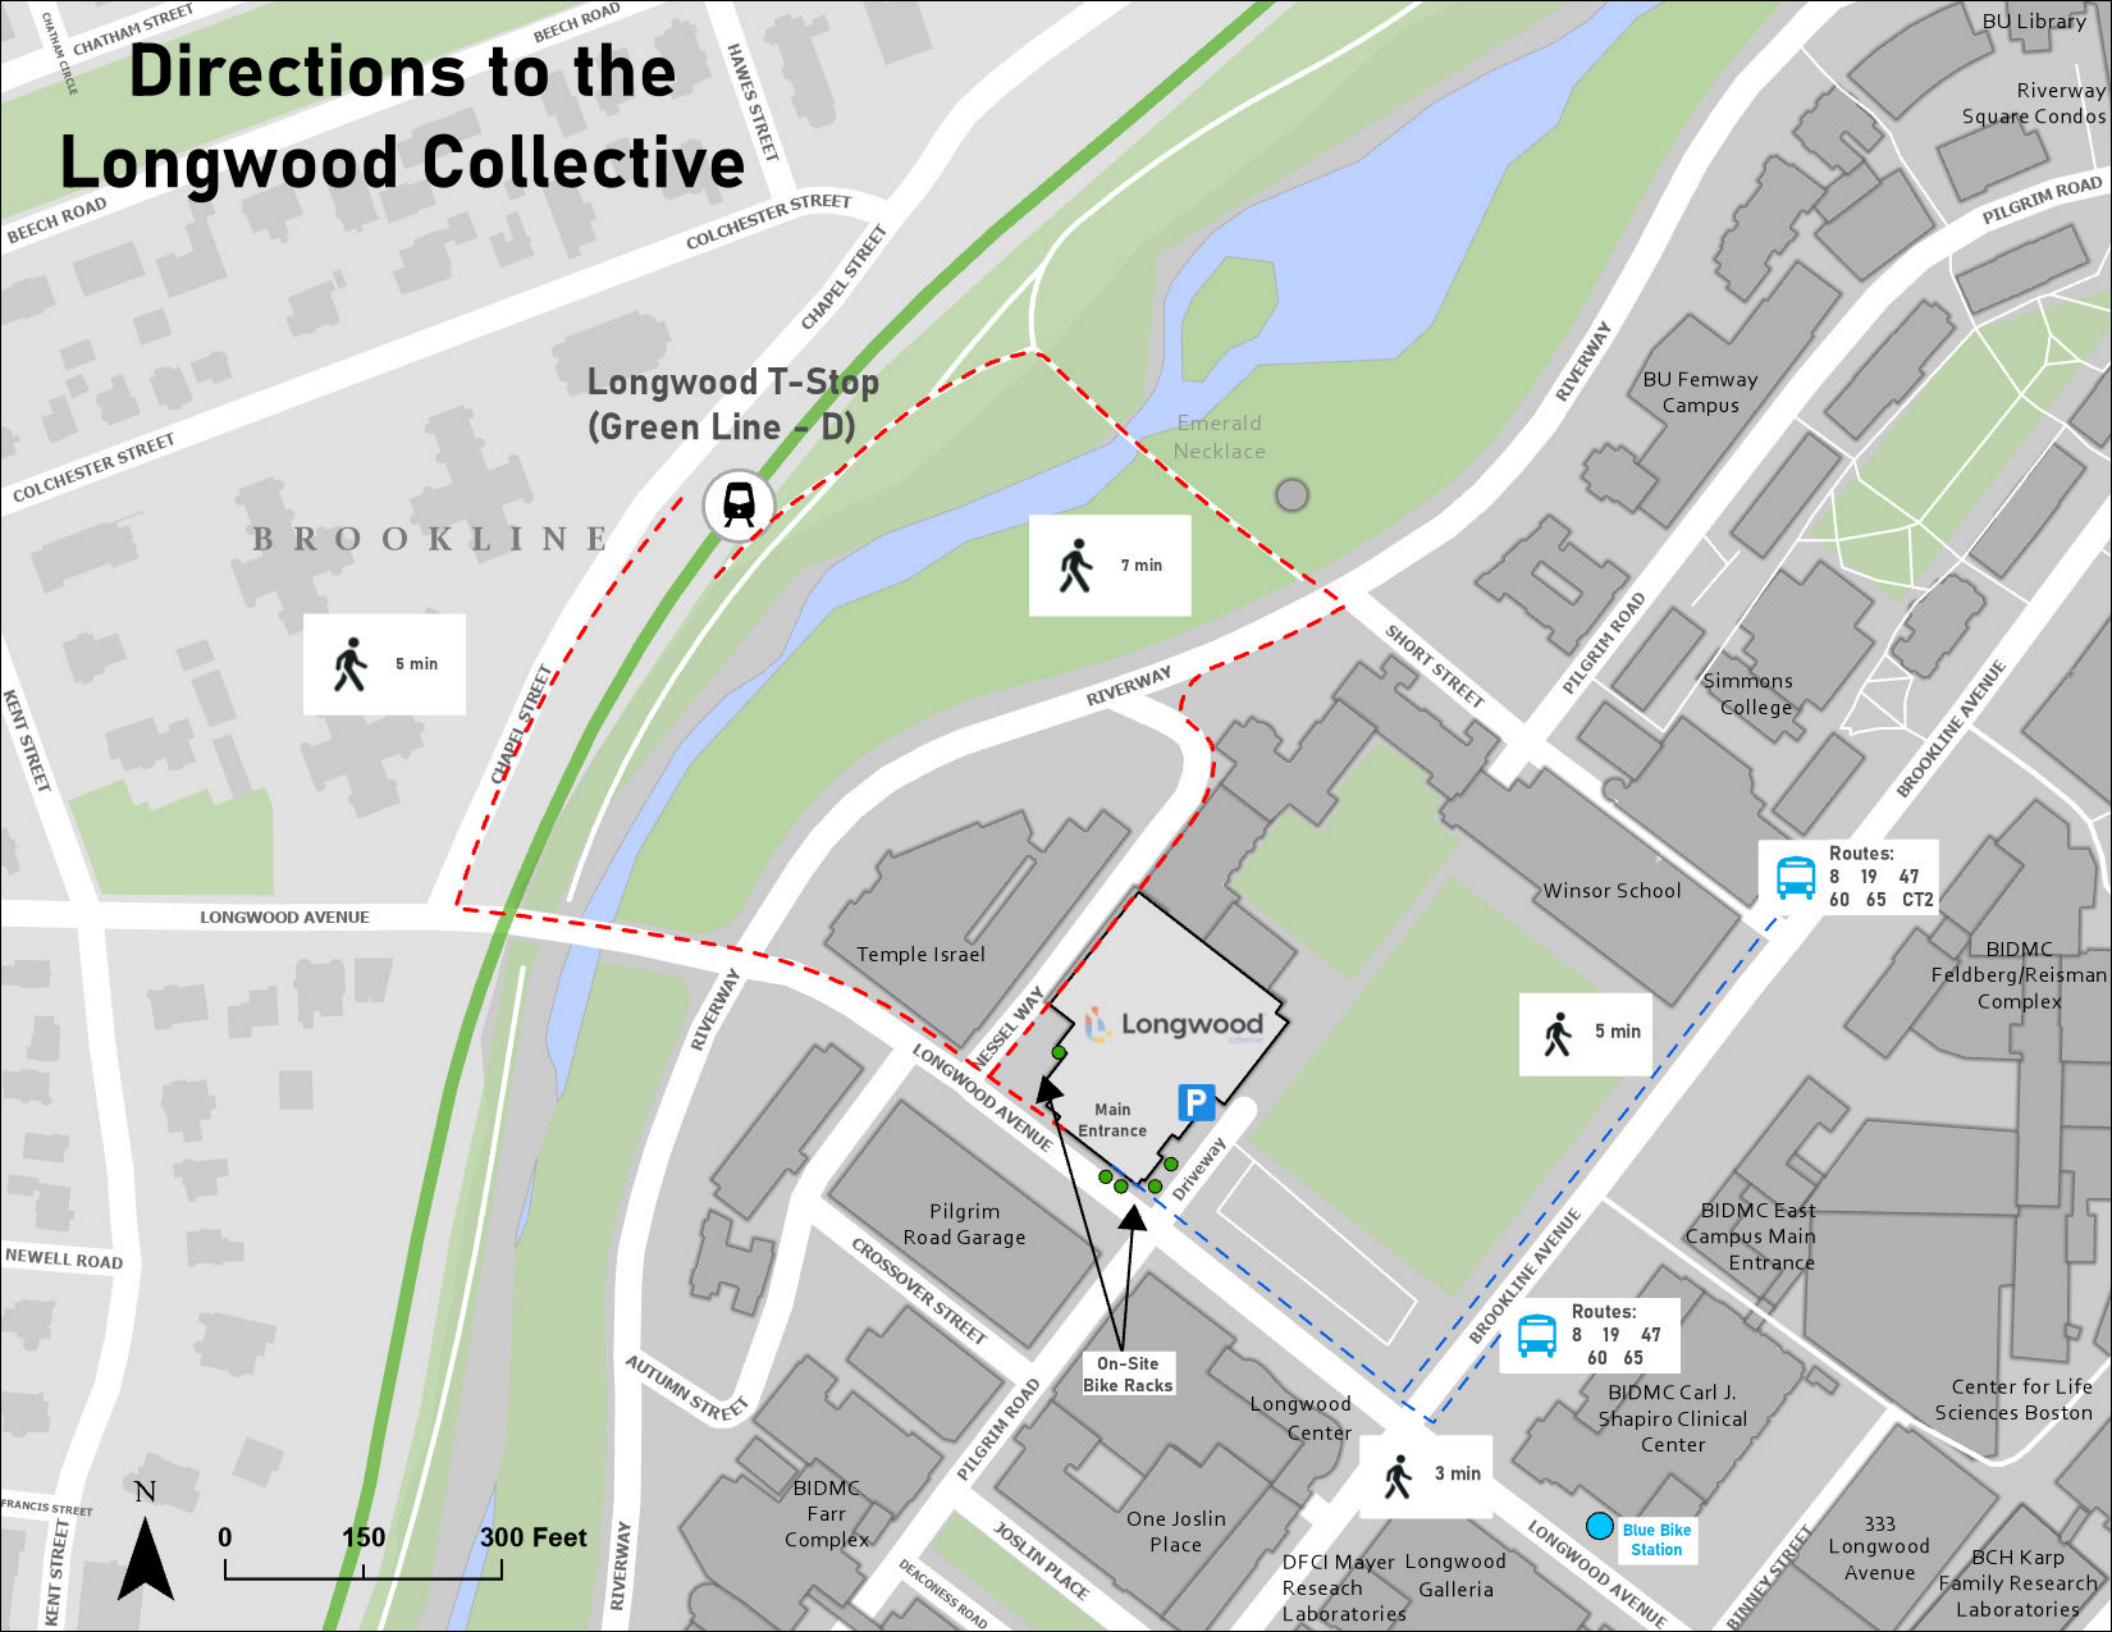 CHATHAM STREET
CHATHAM CIRCLE
BEECH ROAD
HAWES STREET
BU Library
Directions to the
Longwood Collective
Riverway
Square Condos
BEECH ROAD
COLCHESTER STREET
PILGRIM ROAD
CHAPEL STREET
RIVERWAY
Longwood T-Stop
(Green Line - D)
BU Femway
Campus
Emerald
Necklace
COLCHESTER STREET
BROOKLINE
7 min
5 min
SHORT STREET
PILGRIM ROAD
Simmons
College
BROOKLINE AVENUE
KENT STREET
CHAPEL STREET
RIVERWAY
Routes:
8 19 47
60 65 CT2
Winsor School
LONGWOOD AVENUE
Temple Israel
BIDMC
Feldberg/Reisman
Complex
RIVERWAY
NESSEL WAY
Longwood
collective
5 min
LONGWOOD AVENUE
P
Main
Entrance
Driveway
Pilgrim
Road Garage
BIDMC East
Campus Main
Entrance
NEWELL ROAD
CROSSOVER STREET
BROOKLINE AVENUE
Routes:
8 19 47
60 65
On-Site
Bike Racks
AUTUMN STREET
PILGRIM ROAD
Longwood
Center
BIDMC Carl J.
Shapiro Clinical
Center
Center for Life
Sciences Boston
3 min
N
BIDMC
Farr
Complex
FRANCIS STREET
KENT STREET
0 150 300 Feet
RIVERWAY
One Joslin
Place
JOSLIN PLACE
DEACONESS ROAD
DFCI Mayer
Reseach
Laboratories
Longwood
Galleria
Blue Bike
Station
LONGWOOD AVENUE
BINNEY STREET
333
Longwood
Avenue
BCH Karp
Family Research
Laboratories